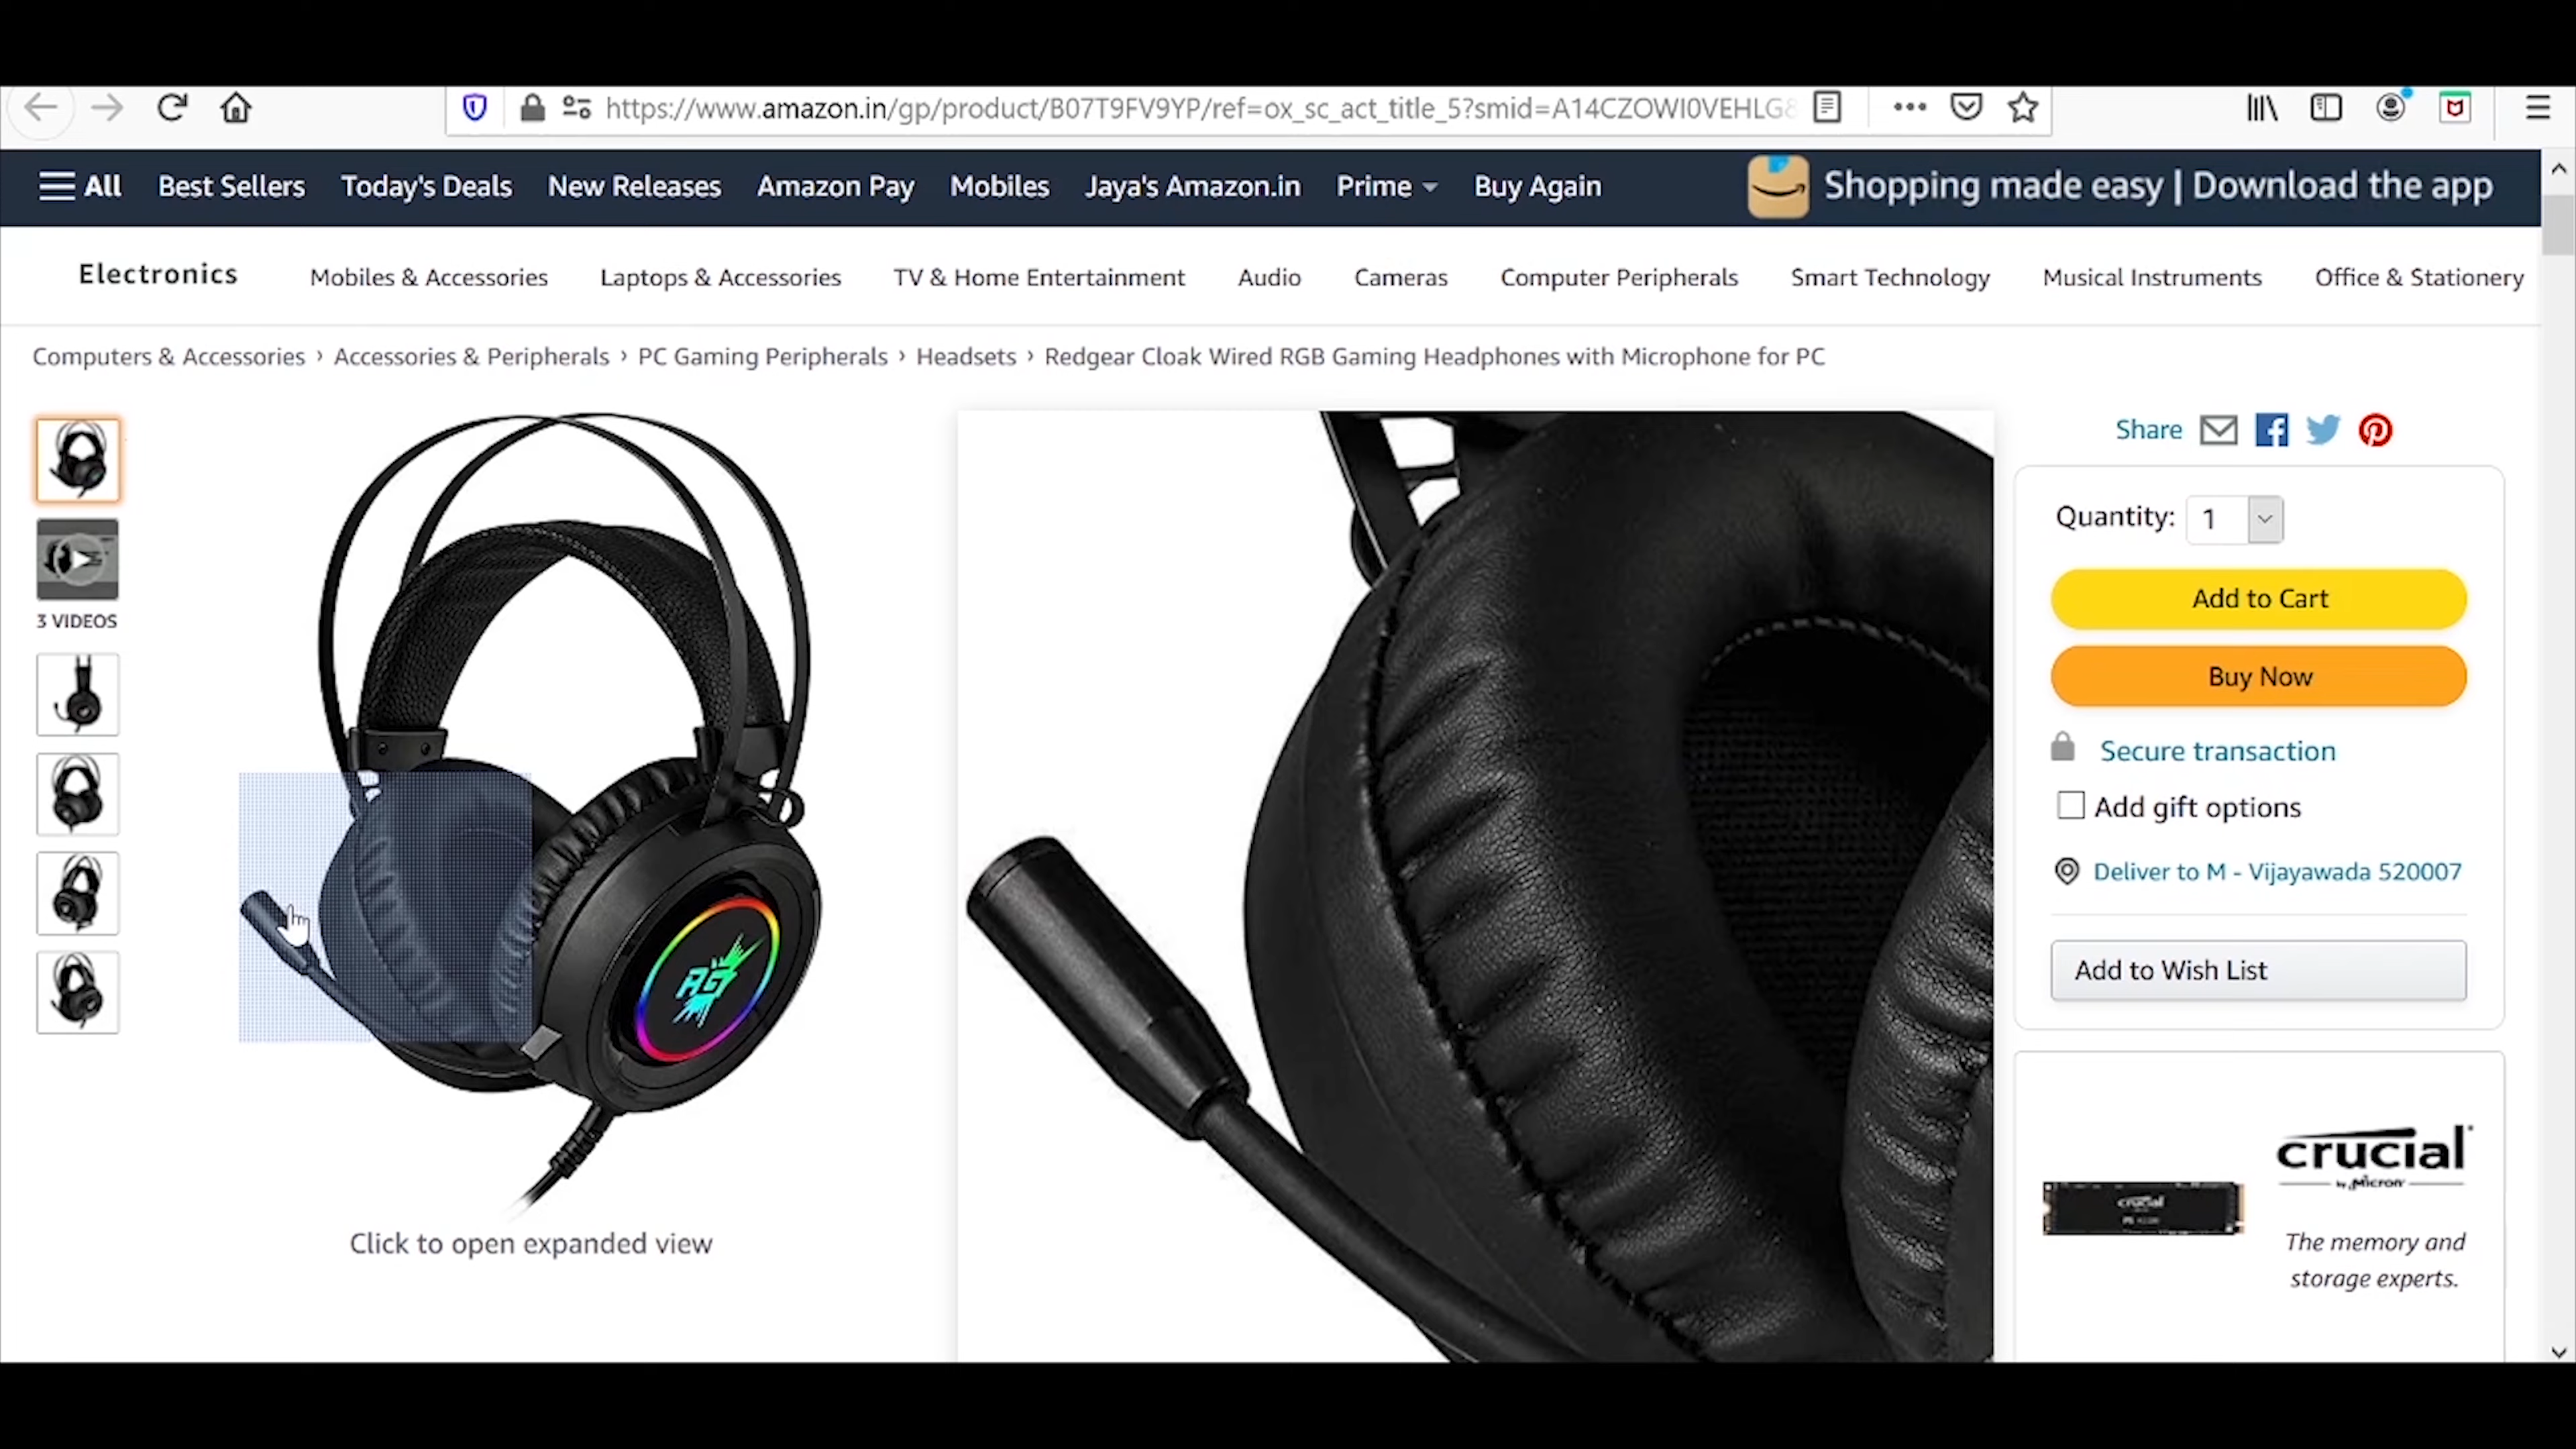 https://www.amazon.in/gp/product/B07T9FV9YP/ref=ox_sc_act_title_5?smid=A14CZOWI0VEHLG8
All Best Sellers Today's Deals New Releases Amazon Pay Mobiles Jaya's Amazon.in Prime Buy Again Shopping made easy | Download the app
Electronics Mobiles & Accessories Laptops & Accessories TV & Home Entertainment Audio Cameras Computer Peripherals Smart Technology Musical Instruments Office & Stationery
Computers & Accessories › Accessories & Peripherals › PC Gaming Peripherals › Headsets › Redgear Cloak Wired RGB Gaming Headphones with Microphone for PC
Share
Quantity: 1
Add to Cart
3 VIDEOS
Buy Now
Secure transaction
Add gift options
Deliver to M - Vijayawada 520007
Add to Wish List
RG
crucial
by Micron
crucial
The memory and
storage experts.
Click to open expanded view